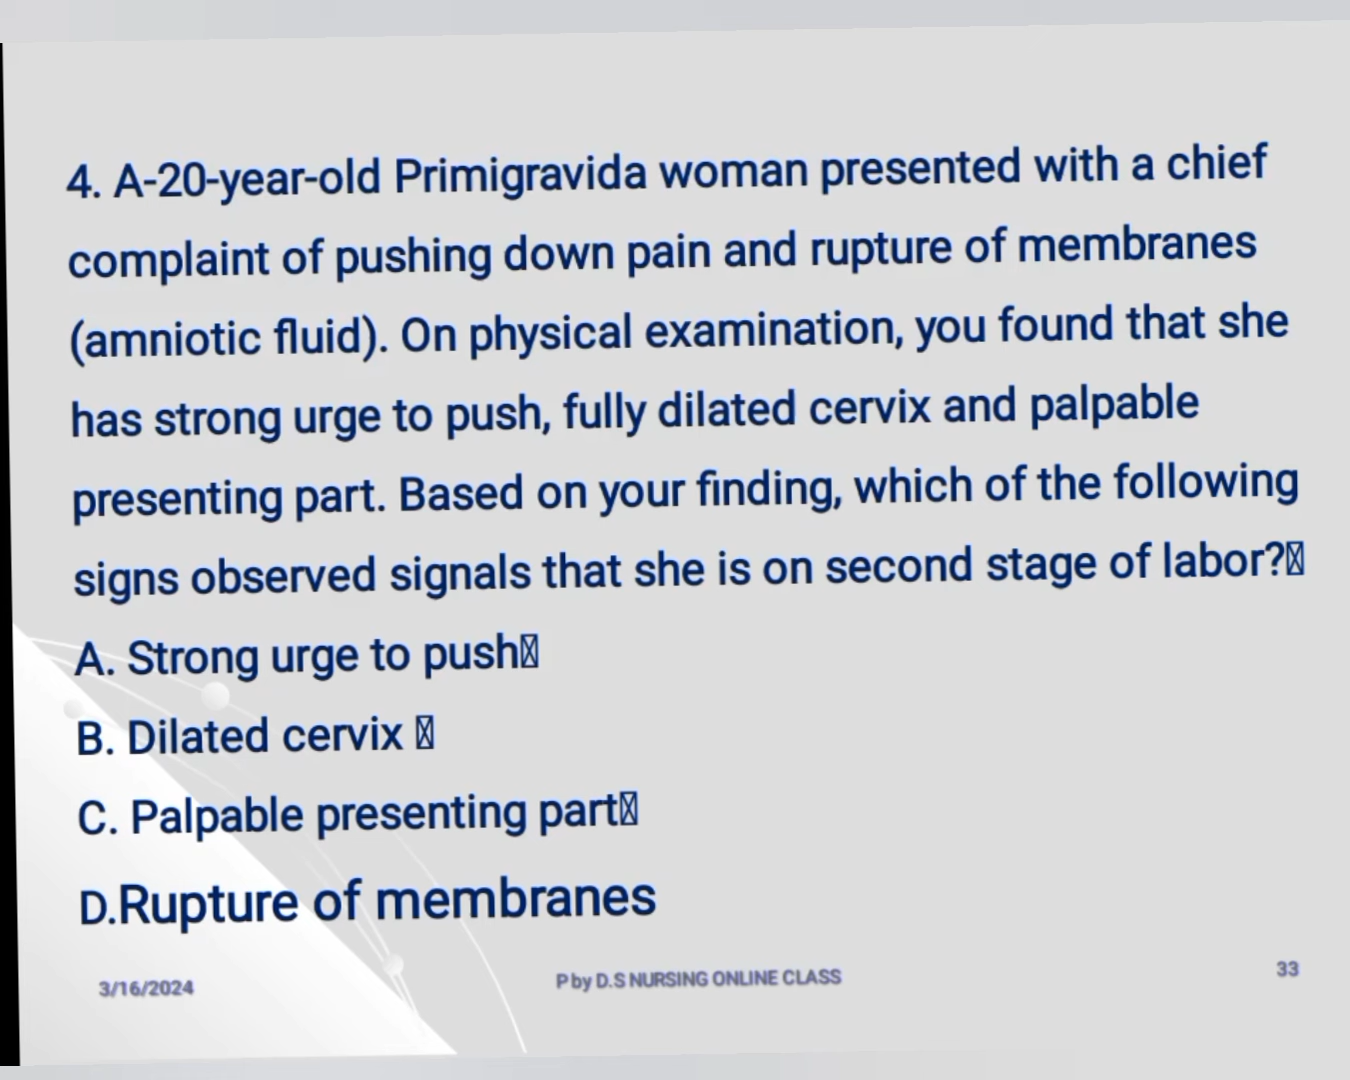 4. A-20-year-old Primigravida woman presented with a chief
complaint of pushing down pain and rupture of membranes
(amniotic fluid). On physical examination, you found that she
has strong urge to push, fully dilated cervix and palpable
presenting part. Based on your finding, which of the following
signs observed signals that she is on second stage of labor?
A. Strong urge to push
B. Dilated cervix
C. Palpable presenting part
D.Rupture of membranes
3/16/2024 P by D.S NURSING ONLINE CLASS 33